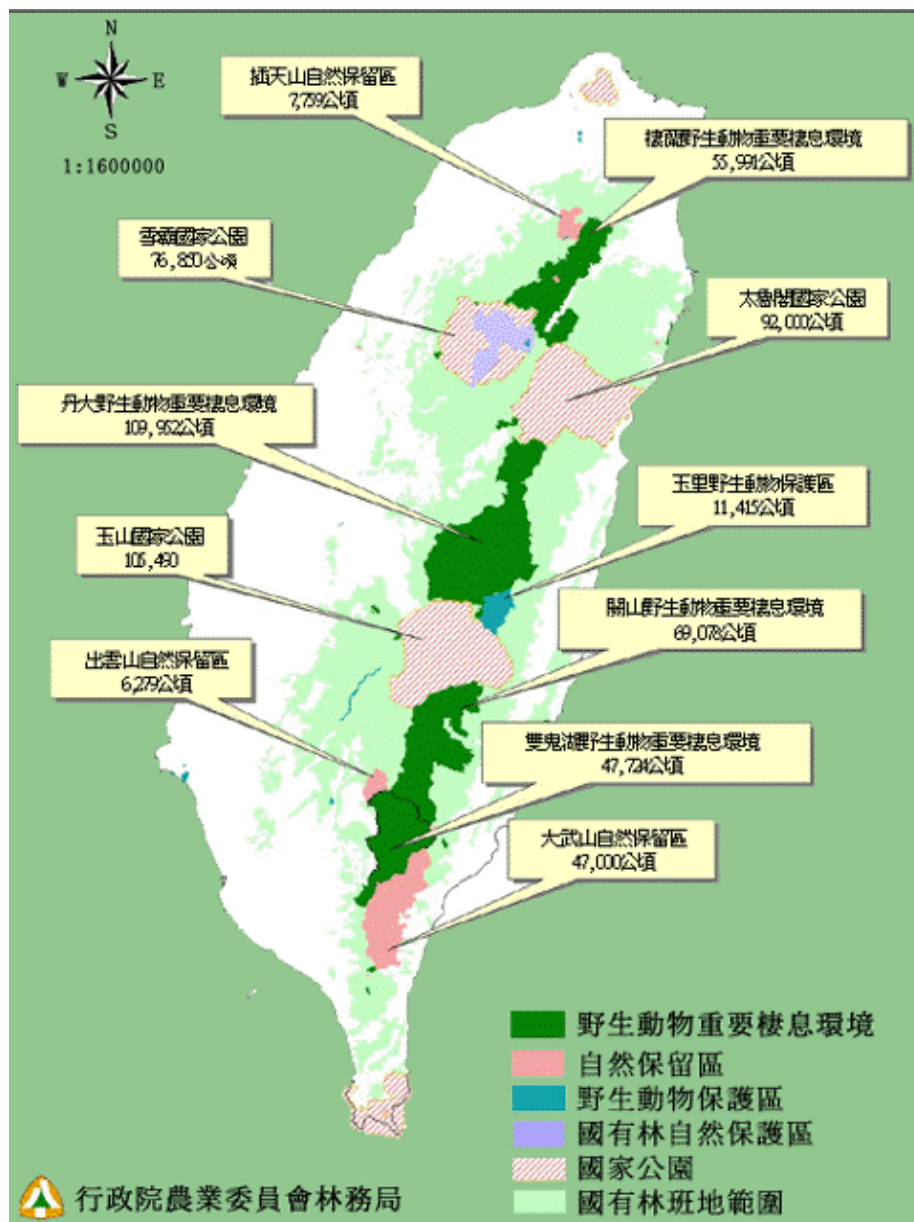 N
W E
S
1:1600000
插天山自然保留區
7,759公頃
棲蘭野生動物重要棲息環境
55,991公頃
雪霸國家公園
76,850公頃
太魯閣國家公園
92,000公頃
丹大野生動物重要棲息環境
109,952公頃
玉里野生動物保護區
11,415公頃
玉山國家公園
105,490
關山野生動物重要棲息環境
69,078公頃
出雲山自然保留區
6,279公頃
雙鬼湖野生動物重要棲息環境
47,724公頃
大武山自然保留區
47,000公頃
野生動物重要棲息環境
自然保留區
野生動物保護區
國有林自然保護區
國家公園
國有林班地範圍
行政院農業委員會林務局